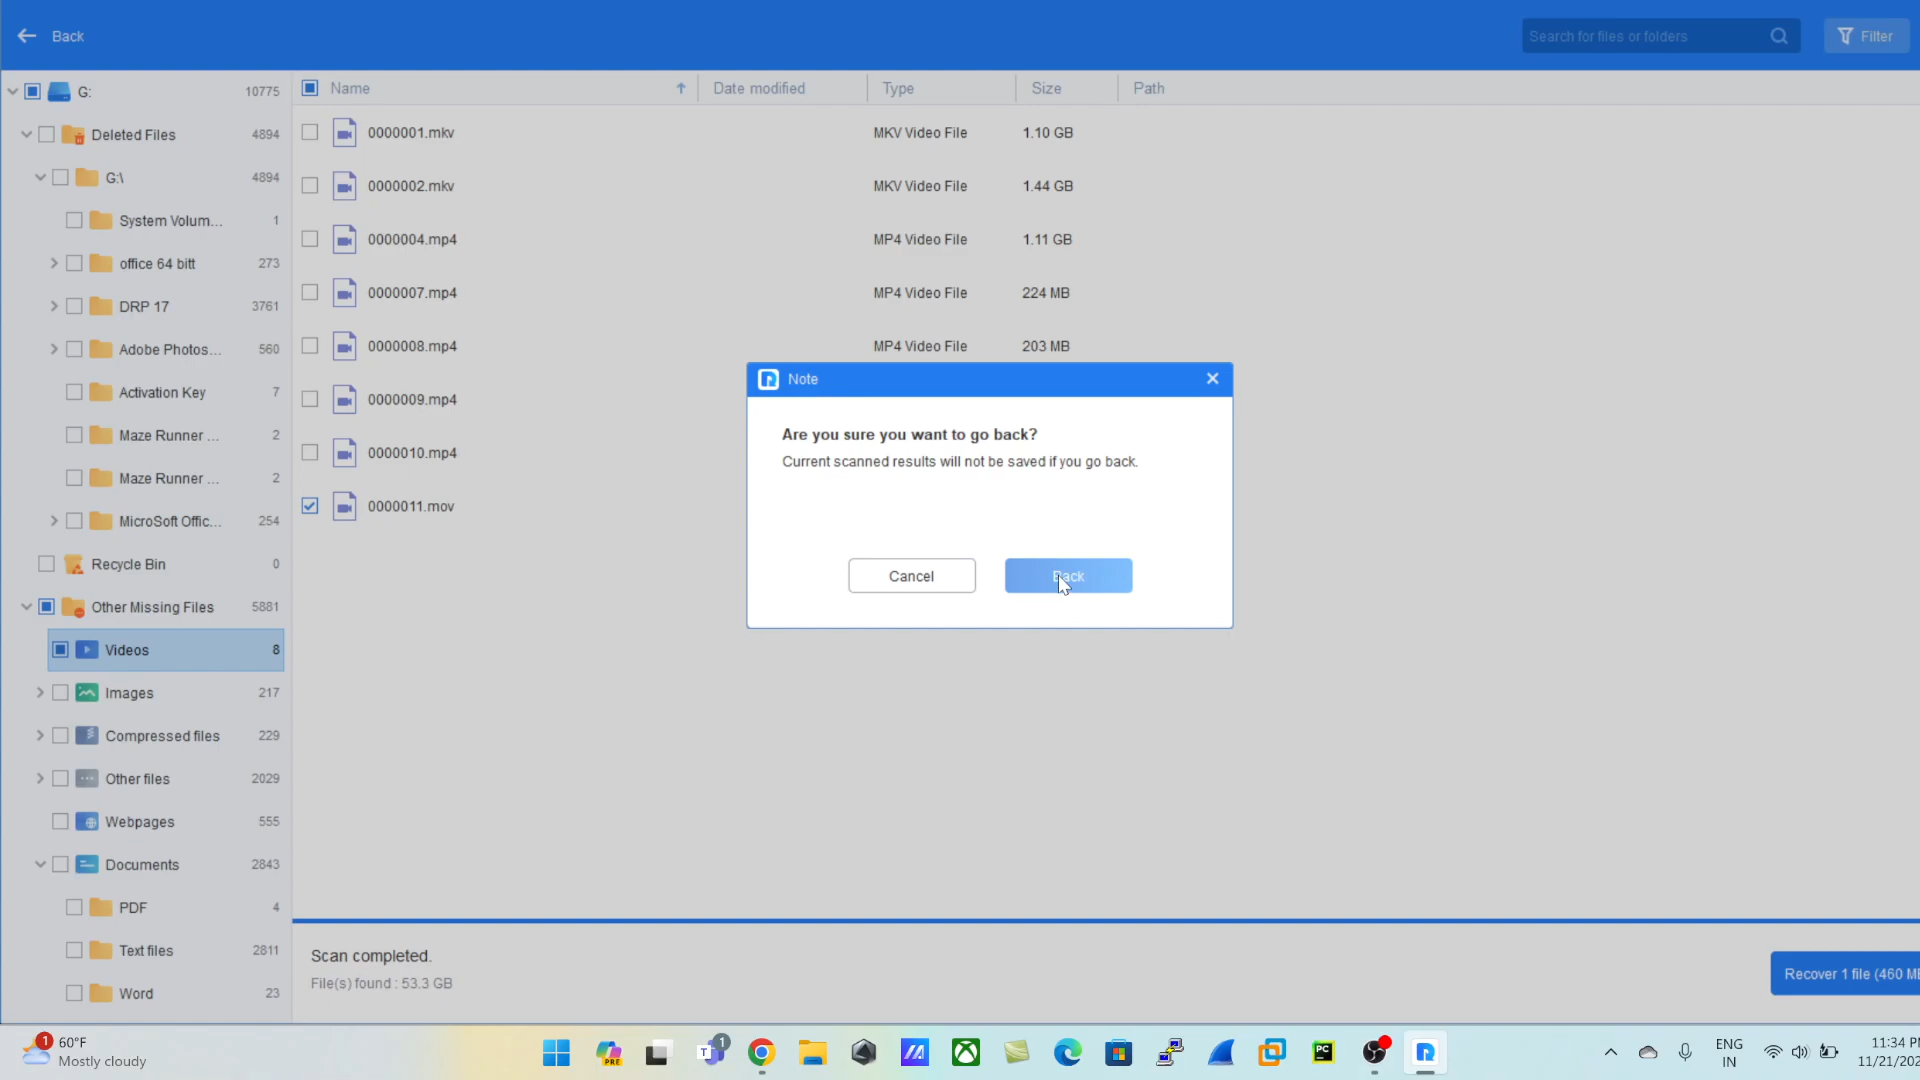 Back
Search for files or folders
Filter
G: 10775
Deleted Files 4894
G:\ 4894
System Volum... 1
office 64 bitt 273
DRP 17 3761
Adobe Photos... 560
Activation Key 7
Maze Runner ... 2
Maze Runner ... 2
MicroSoft Offic... 254
Recycle Bin 0
Other Missing Files 5881
Videos 8
Images 217
Compressed files 229
Other files 2029
Webpages 555
Documents 2843
PDF 4
Text files 2811
Word 23
Name Date modified Type Size Path
0000001.mkv MKV Video File 1.10 GB
0000002.mkv MKV Video File 1.44 GB
0000004.mp4 MP4 Video File 1.11 GB
0000007.mp4 MP4 Video File 224 MB
0000008.mp4 MP4 Video File 203 MB
0000009.mp4
0000010.mp4
0000011.mov
Note
Are you sure you want to go back?
Current scanned results will not be saved if you go back.
Cancel Back
Scan completed.
File(s) found : 53.3 GB
Recover 1 file (460 MB
1
60°F
Mostly cloudy
PRE
T
1
PC
ENG
IN
11:34 P
11/21/202